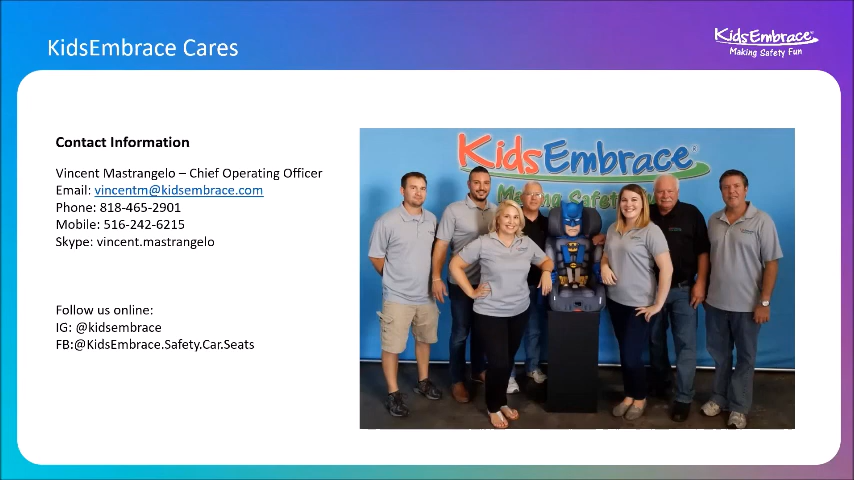 KidsEmbrace Cares
KidsEmbrace
Making Safety Fun
Contact Information
Vincent Mastrangelo – Chief Operating Officer
Email: vincentm@kidsembrace.com
Phone: 818-465-2901
Mobile: 516-242-6215
Skype: vincent.mastrangelo
Follow us online:
IG: @kidsembrace
FB:@KidsEmbrace.Safety.Car.Seats
KidsEmbrace®
Making Safety